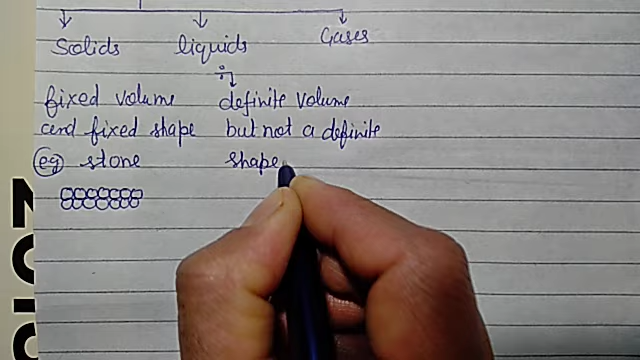 Solids liquids Gases
fixed volume definite volume
and fixed shape but not a definite
eg stone shape